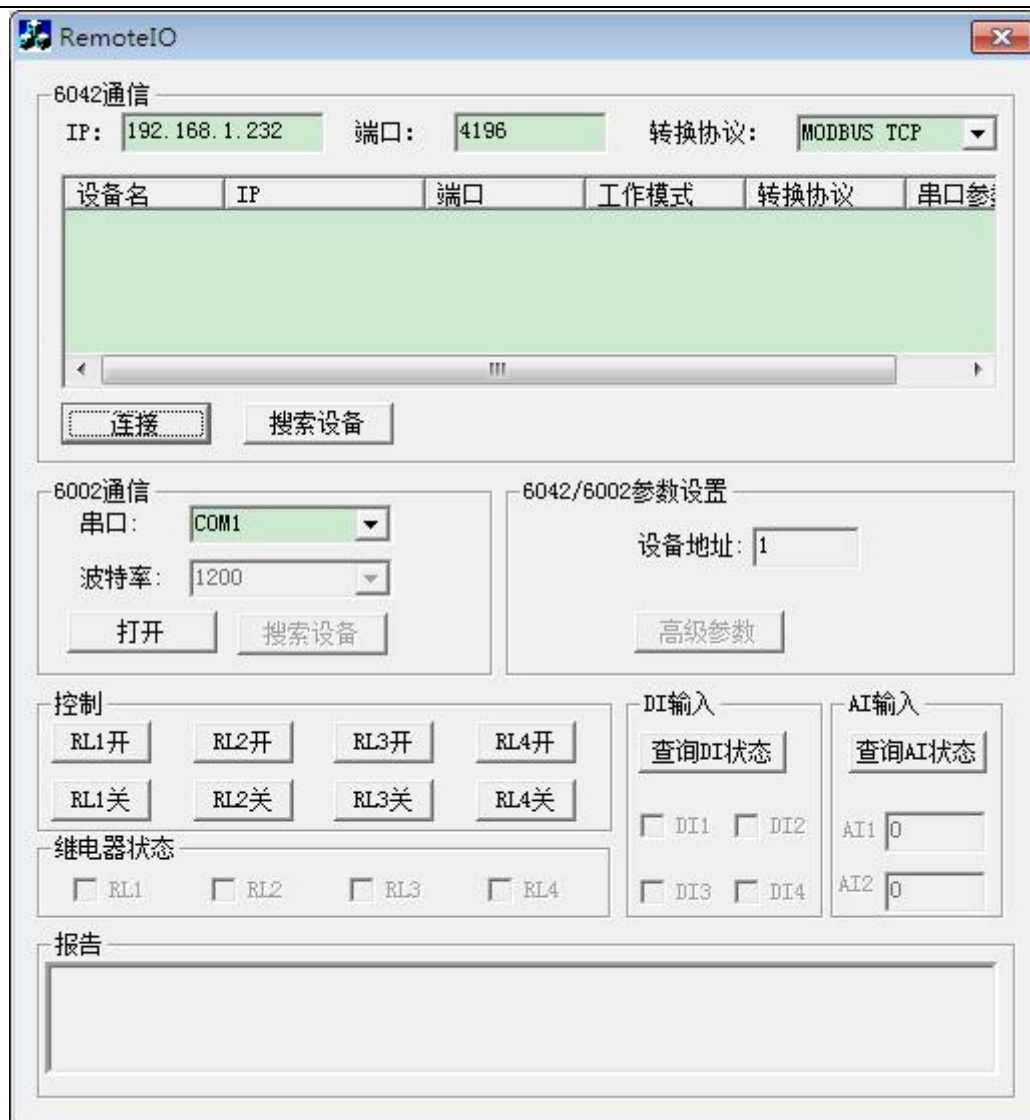 RemoteIO
6042通信
IP: 192.168.1.232 端口: 4196 转换协议: MODBUS TCP
设备名 IP 端口 工作模式 转换协议 串口参
连接 搜索设备
6002通信
串口: COM1
波特率: 1200
打开 搜索设备
6042/6002参数设置
设备地址: 1
高级参数
控制
RL1开 RL2开 RL3开 RL4开
RL1关 RL2关 RL3关 RL4关
继电器状态
RL1 RL2 RL3 RL4
DI输入
查询DI状态
DI1 DI2
DI3 DI4
AI输入
查询AI状态
AI1 0
AI2 0
报告